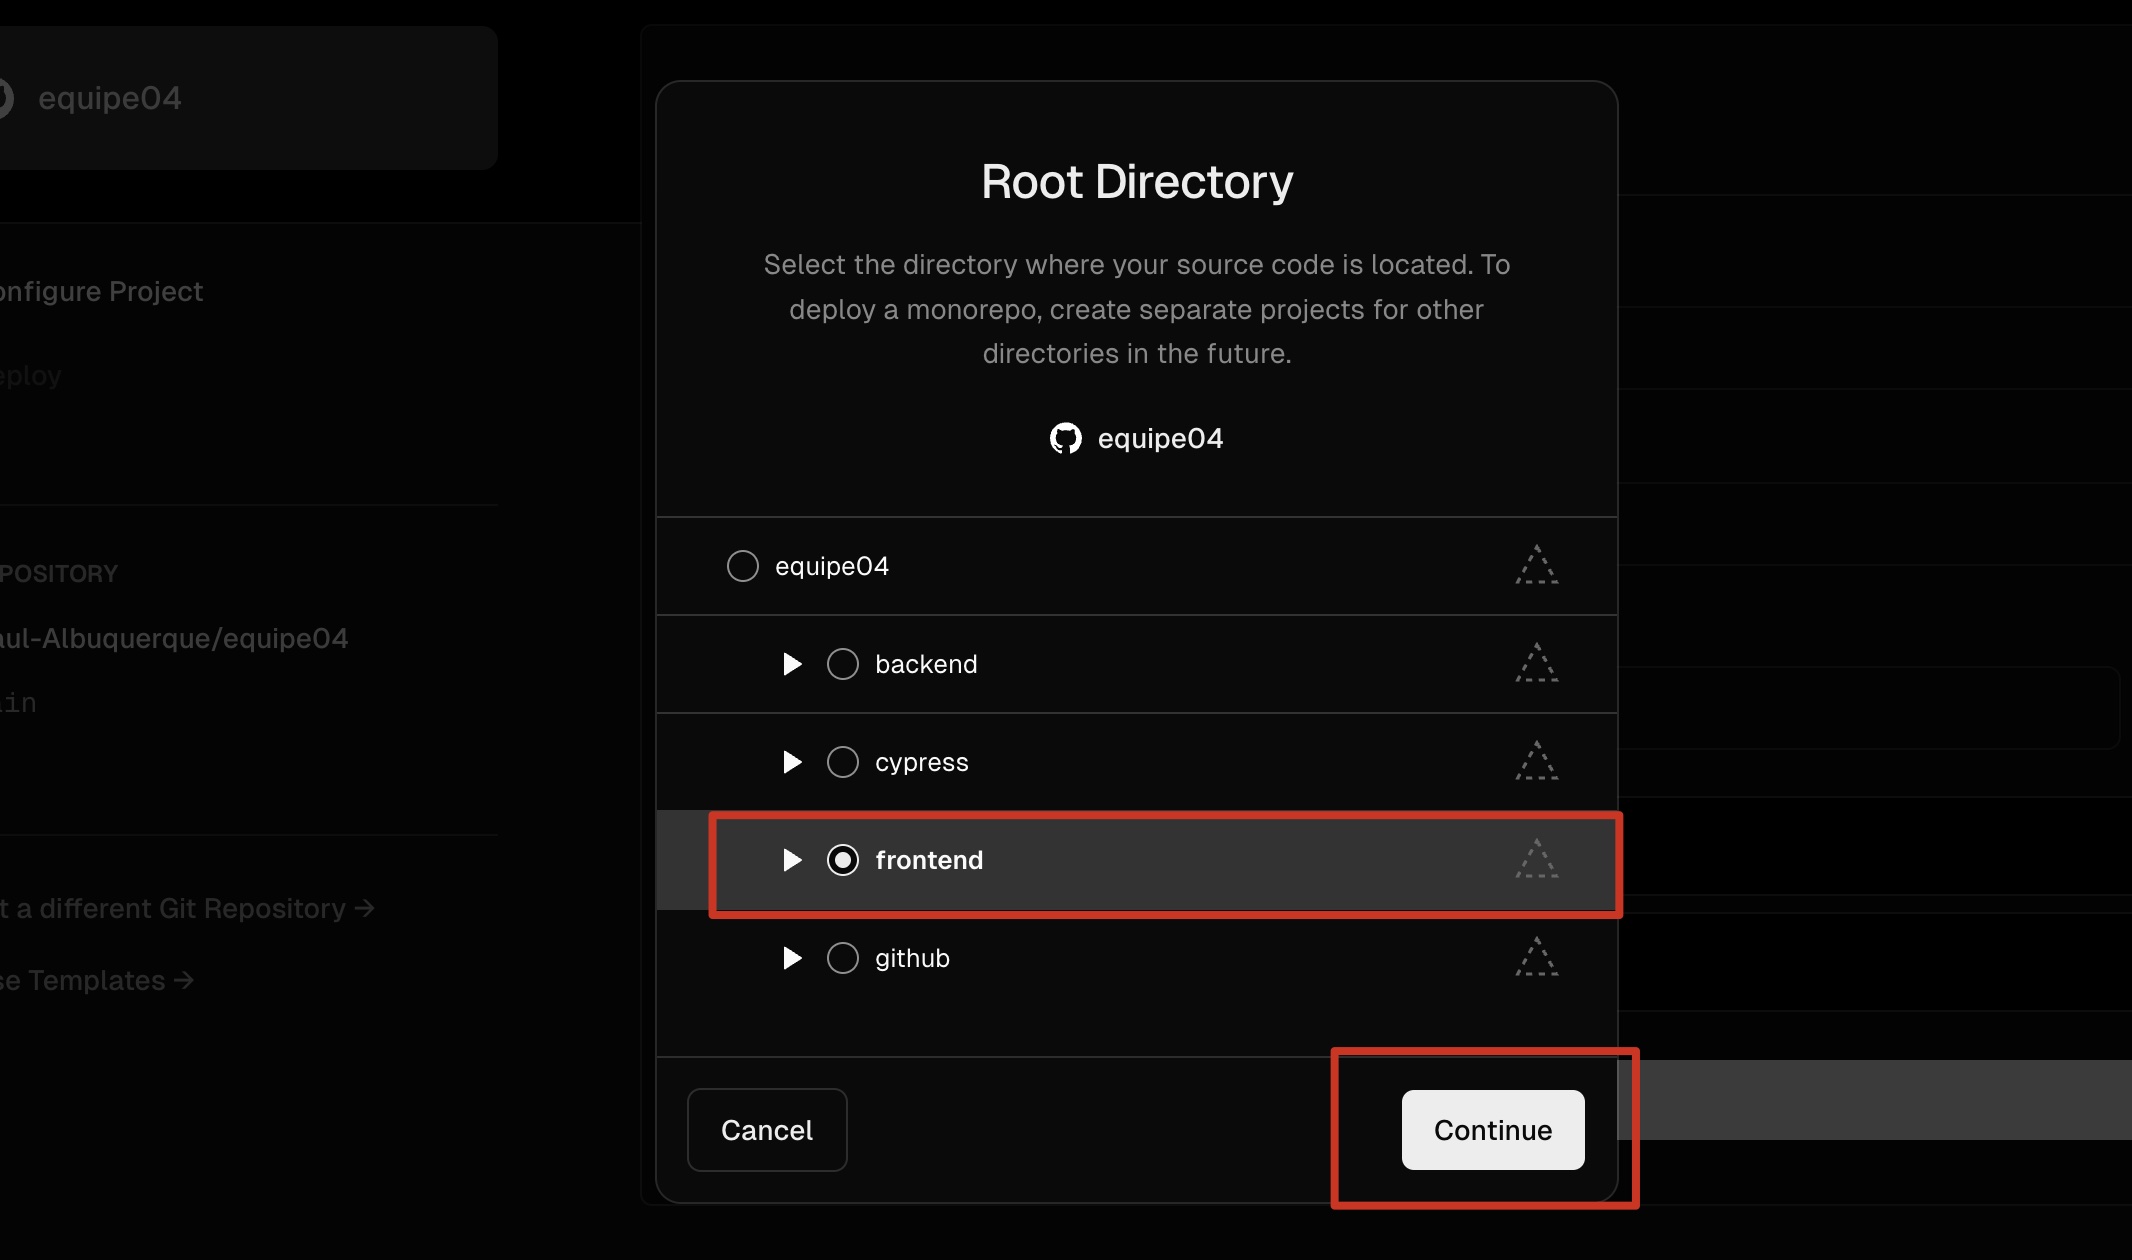 equipe04
onfigure Project
eploy
POSITORY
aul-Albuquerque/equipe04
in
t a different Git Repository →
se Templates →
Root Directory
Select the directory where your source code is located. To
deploy a monorepo, create separate projects for other
directories in the future.
equipe04
equipe04
backend
cypress
frontend
github
Cancel
Continue